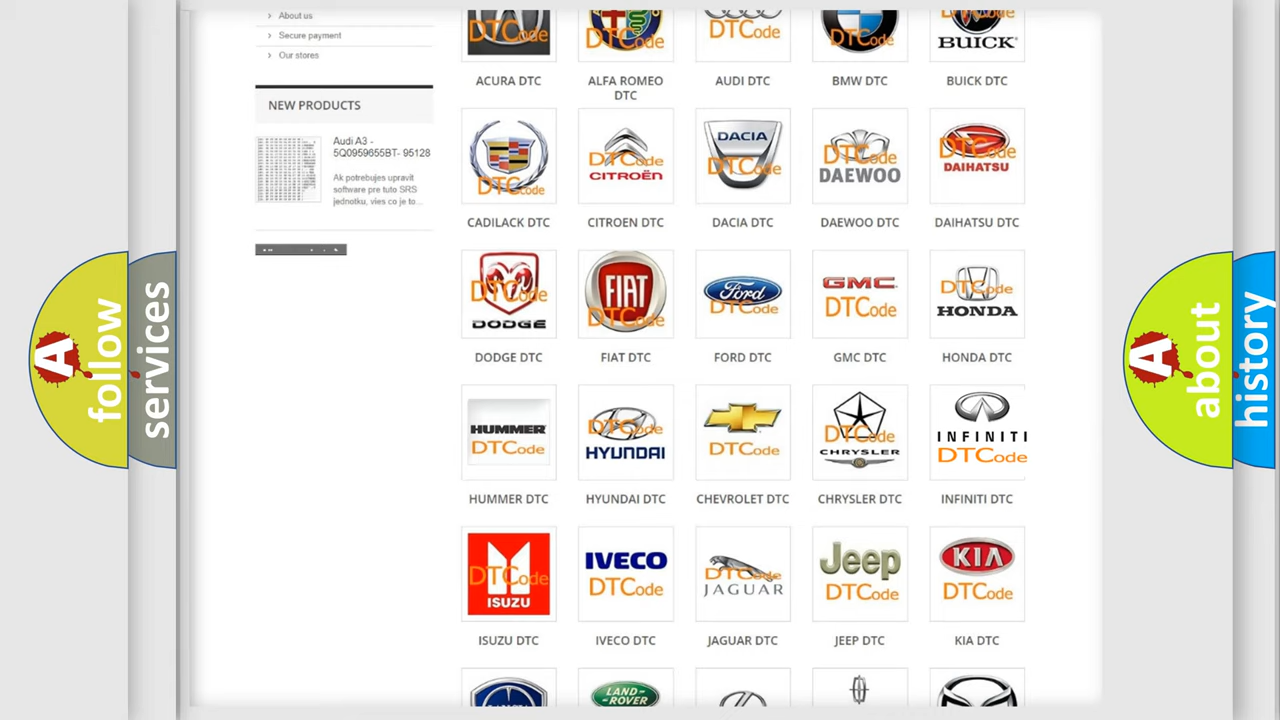 About us
Secure payment
Our stores
NEW PRODUCTS
Audi A3 -
5Q0959655BT- 95128
Ak potrebujes upravit
software pre tuto SRS
jednotku, vies co je to...
DTCode
DTCode
DTCode
DTCode
BUICK
ACURA DTC
ALFA ROMEO
DTC
AUDI DTC
BMW DTC
BUICK DTC
DTCode
DTCode
CITROËN
DACIA
DTCode
DTCode
DAEWOO
DTCode
DAIHATSU
CADILACK DTC
CITROEN DTC
DACIA DTC
DAEWOO DTC
DAIHATSU DTC
DTCode
DODGE
FIAT
DTCode
Ford
DTCode
GMC
DTCode
DTCode
HONDA
DODGE DTC
FIAT DTC
FORD DTC
GMC DTC
HONDA DTC
HUMMER
DTCode
DTCode
HYUNDAI
DTCode
DTCode
CHRYSLER
INFINITI
DTCode
HUMMER DTC
HYUNDAI DTC
CHEVROLET DTC
CHRYSLER DTC
INFINITI DTC
DTCode
ISUZU
IVECO
DTCode
DTCode
JAGUAR
Jeep
DTCode
KIA
DTCode
ISUZU DTC
IVECO DTC
JAGUAR DTC
JEEP DTC
KIA DTC
LAND-
ROVER
A follow
services
A about
history